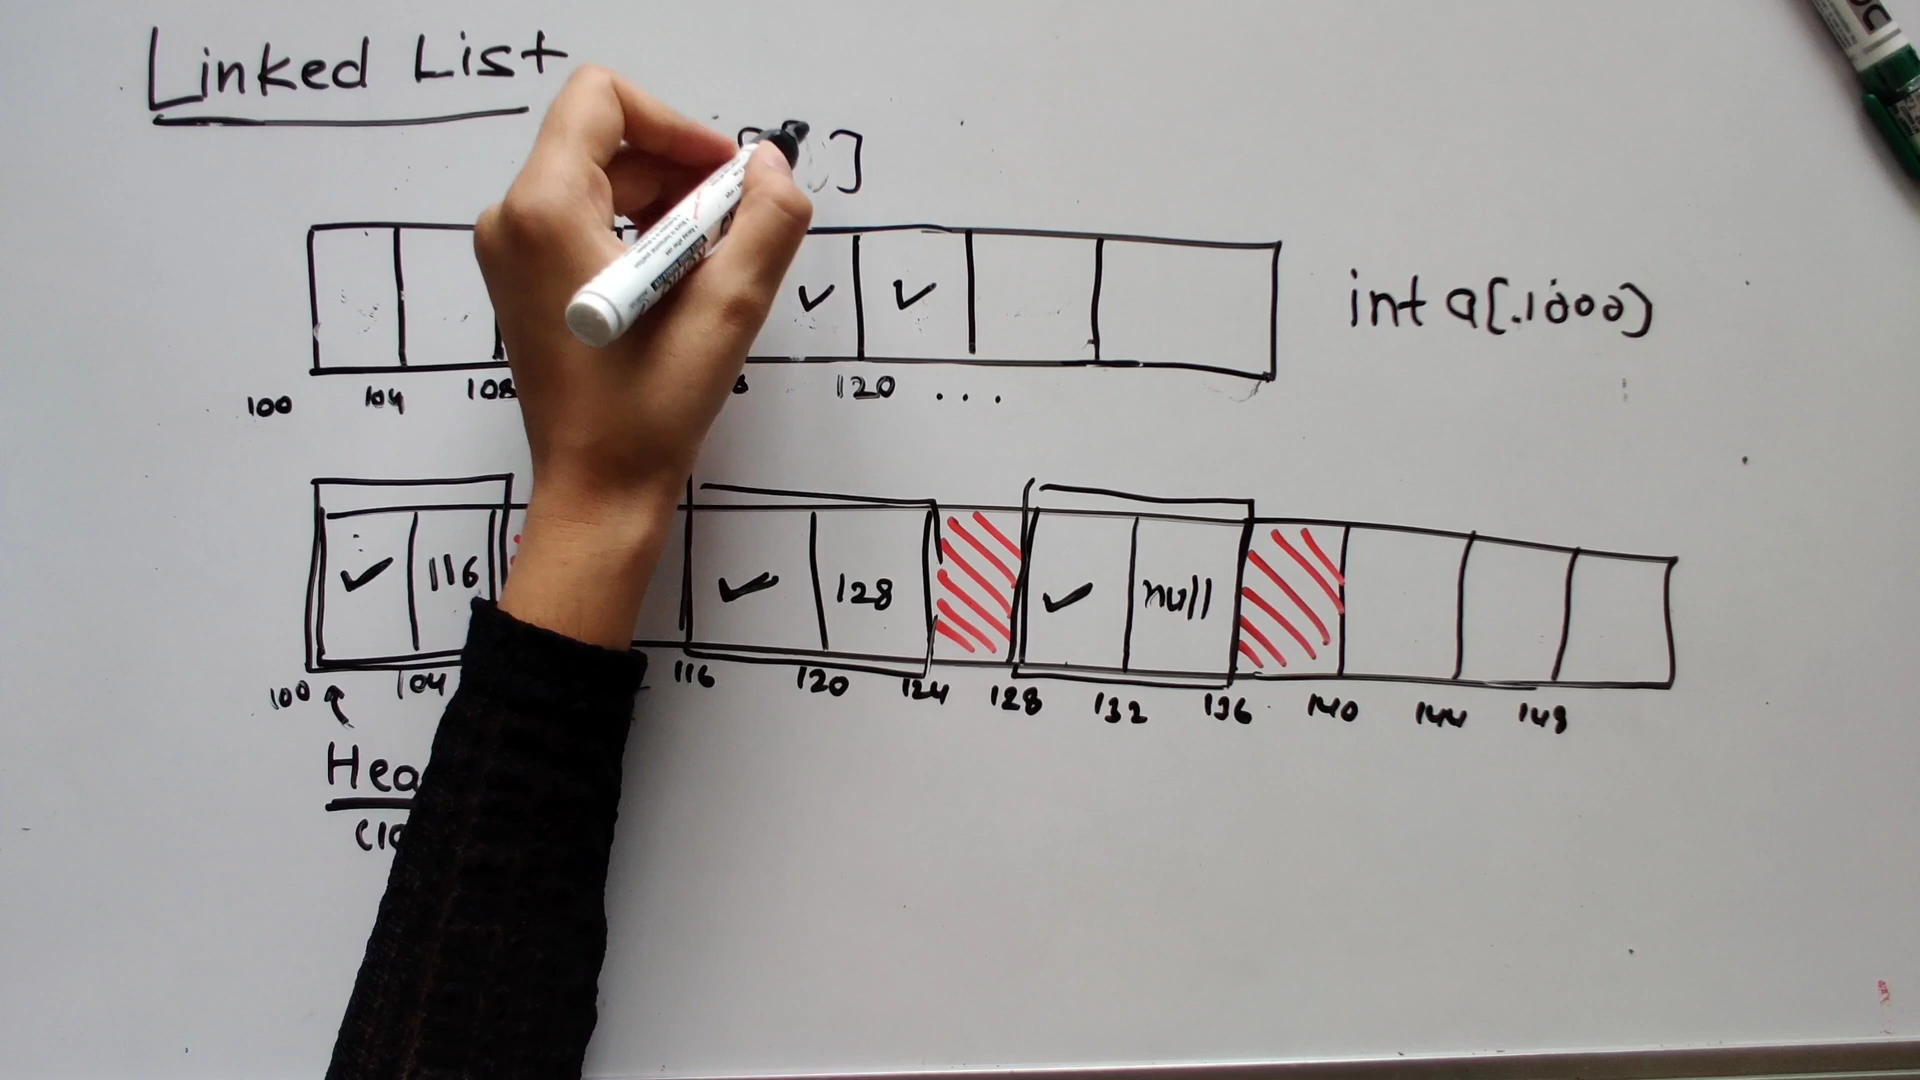 Linked List
]
✓ ✓
int a[.1000]
100 104 108 120 ...
✓ 116 ✓ 128 ✓ null
100 104 116 120 124 128 132 136 140 144 148